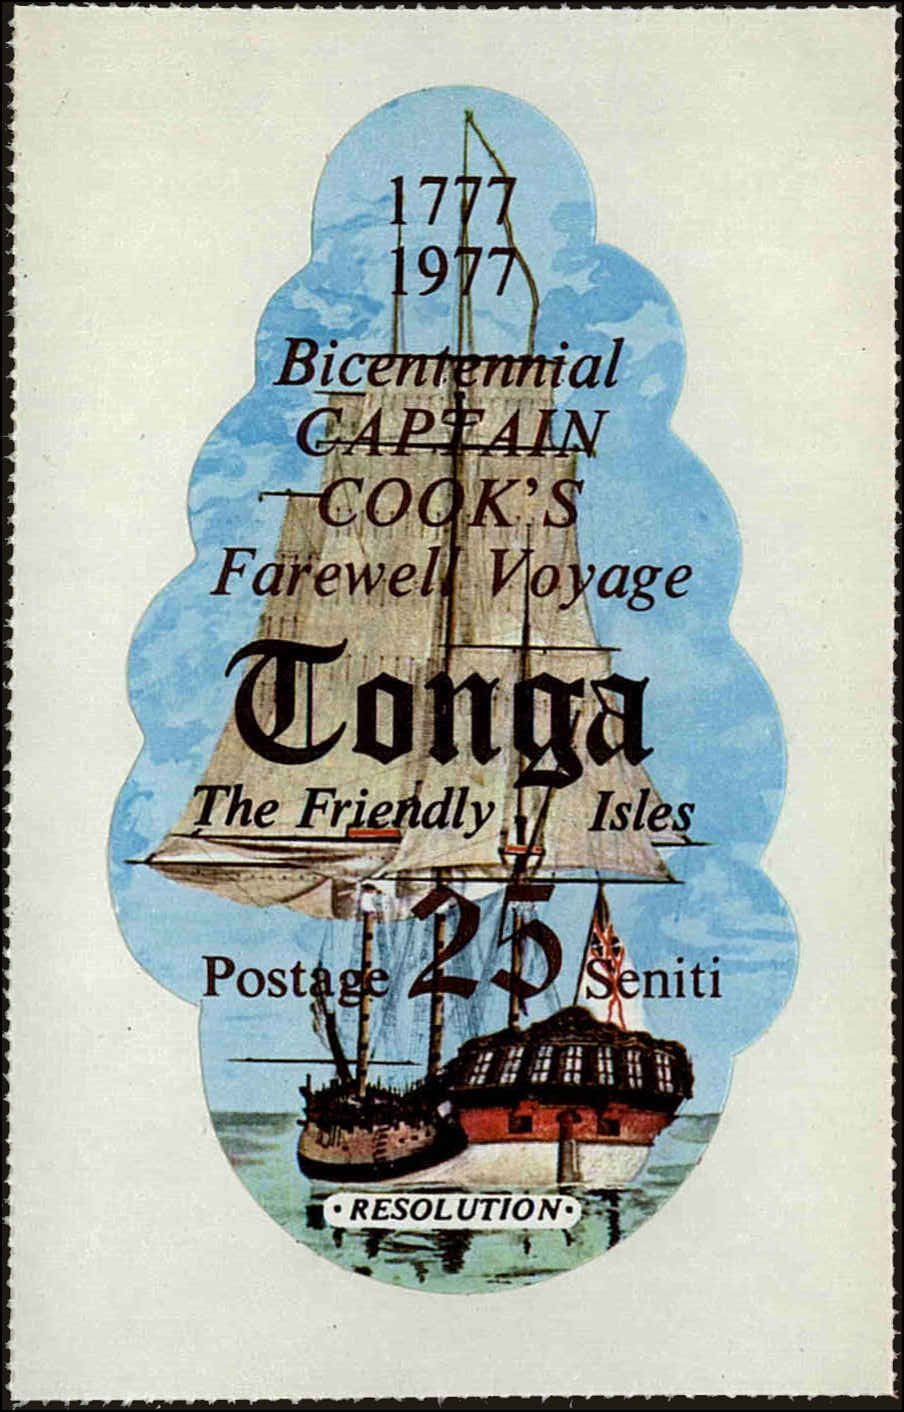 1777
1977
Bicentennial
CAPTAIN
COOK'S
Farewell Voyage
Tonga
The Friendly Isles
Postage 25 Seniti
• RESOLUTION •